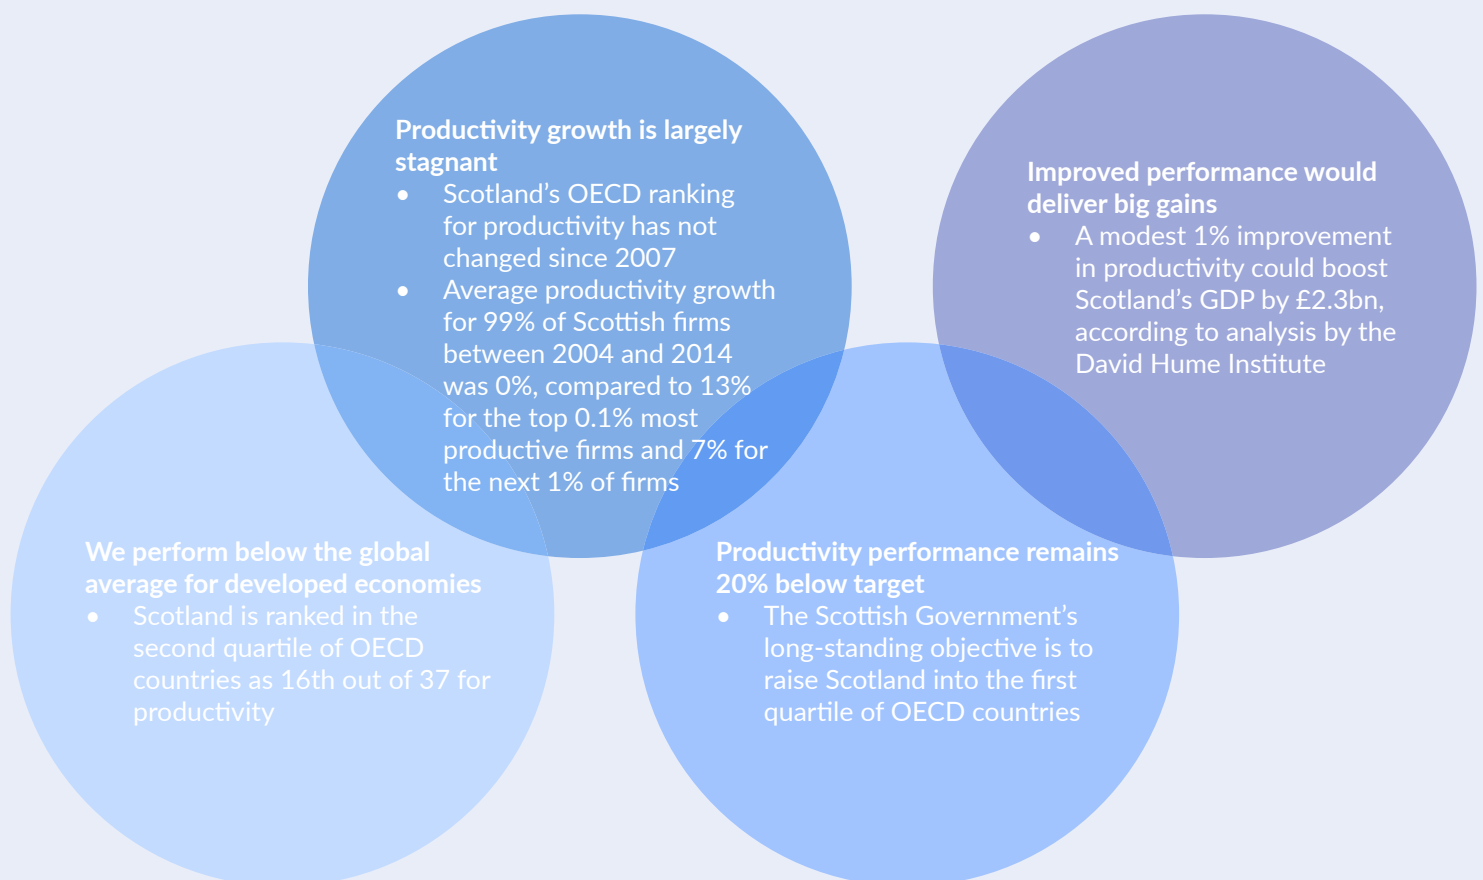 We perform below the global
average for developed economies
• Scotland is ranked in the
second quartile of OECD
countries as 16th out of 37 for
productivity
Productivity growth is largely
stagnant
• Scotland’s OECD ranking
for productivity has not
changed since 2007
• Average productivity growth
for 99% of Scottish firms
between 2004 and 2014
was 0%, compared to 13%
for the top 0.1% most
productive firms and 7% for
the next 1% of firms
Productivity performance remains
20% below target
• The Scottish Government’s
long-standing objective is to
raise Scotland into the first
quartile of OECD countries
Improved performance would
deliver big gains
• A modest 1% improvement
in productivity could boost
Scotland’s GDP by £2.3bn,
according to analysis by the
David Hume Institute